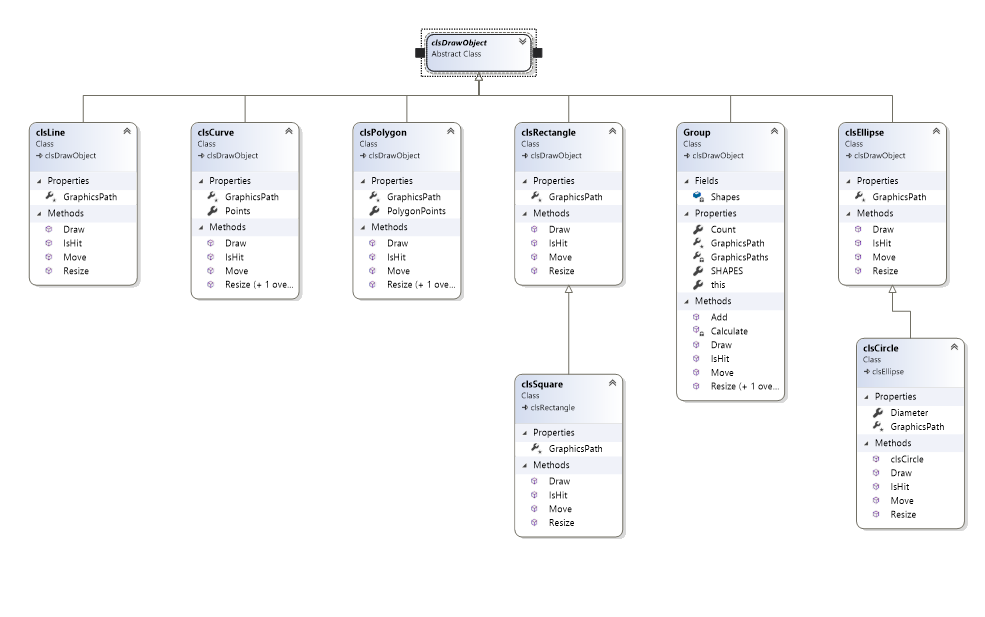 clsDrawObject
Abstract Class
clsLine
Class
clsDrawObject
Properties
GraphicsPath
Methods
Draw
IsHit
Move
Resize
clsCurve
Class
clsDrawObject
Properties
GraphicsPath
Points
Methods
Draw
IsHit
Move
Resize (+ 1 ove...
clsPolygon
Class
clsDrawObject
Properties
GraphicsPath
PolygonPoints
Methods
Draw
IsHit
Move
Resize (+ 1 ove...
clsRectangle
Class
clsDrawObject
Properties
GraphicsPath
Methods
Draw
IsHit
Move
Resize
Group
Class
clsDrawObject
Fields
Shapes
Properties
Count
GraphicsPath
GraphicsPaths
SHAPES
this
Methods
Add
Calculate
Draw
IsHit
Move
Resize (+ 1 ove...
clsEllipse
Class
clsDrawObject
Properties
GraphicsPath
Methods
Draw
IsHit
Move
Resize
clsSquare
Class
clsRectangle
Properties
GraphicsPath
Methods
Draw
IsHit
Move
Resize
clsCircle
Class
clsEllipse
Properties
Diameter
GraphicsPath
Methods
clsCircle
Draw
IsHit
Move
Resize